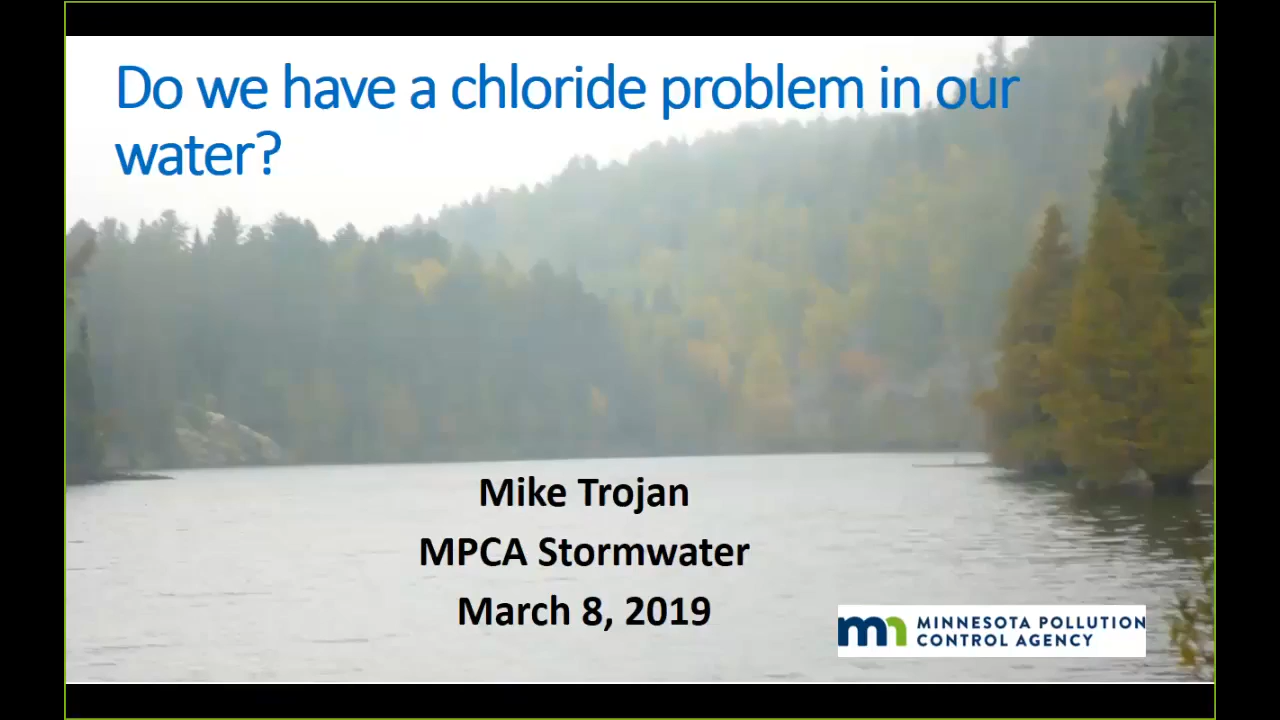 Do we have a chloride problem in our
water?
Mike Trojan
MPCA Stormwater
March 8, 2019
mn MINNESOTA POLLUTION
CONTROL AGENCY